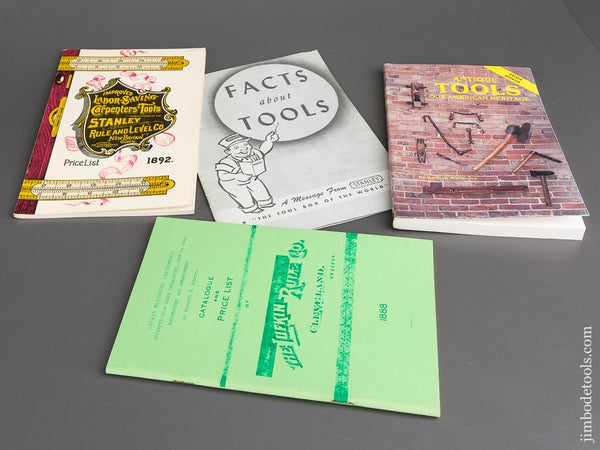 IMPROVED
LABOR-SAVING
Carpenters' Tools
STANLEY
RULE AND LEVEL CO.
NEW BRITAIN
Price List 1892.
FACTS
about
TOOLS
A Message From STANLEY
"THE TOOL BOX OF THE WORLD"
ANTIQUE
TOOLS
OUR AMERICAN HERITAGE
CATALOGUE
AND
PRICE LIST
OF
THE LUFKIN RULE CO.
CLEVELAND,
1888
jimbodetools.com